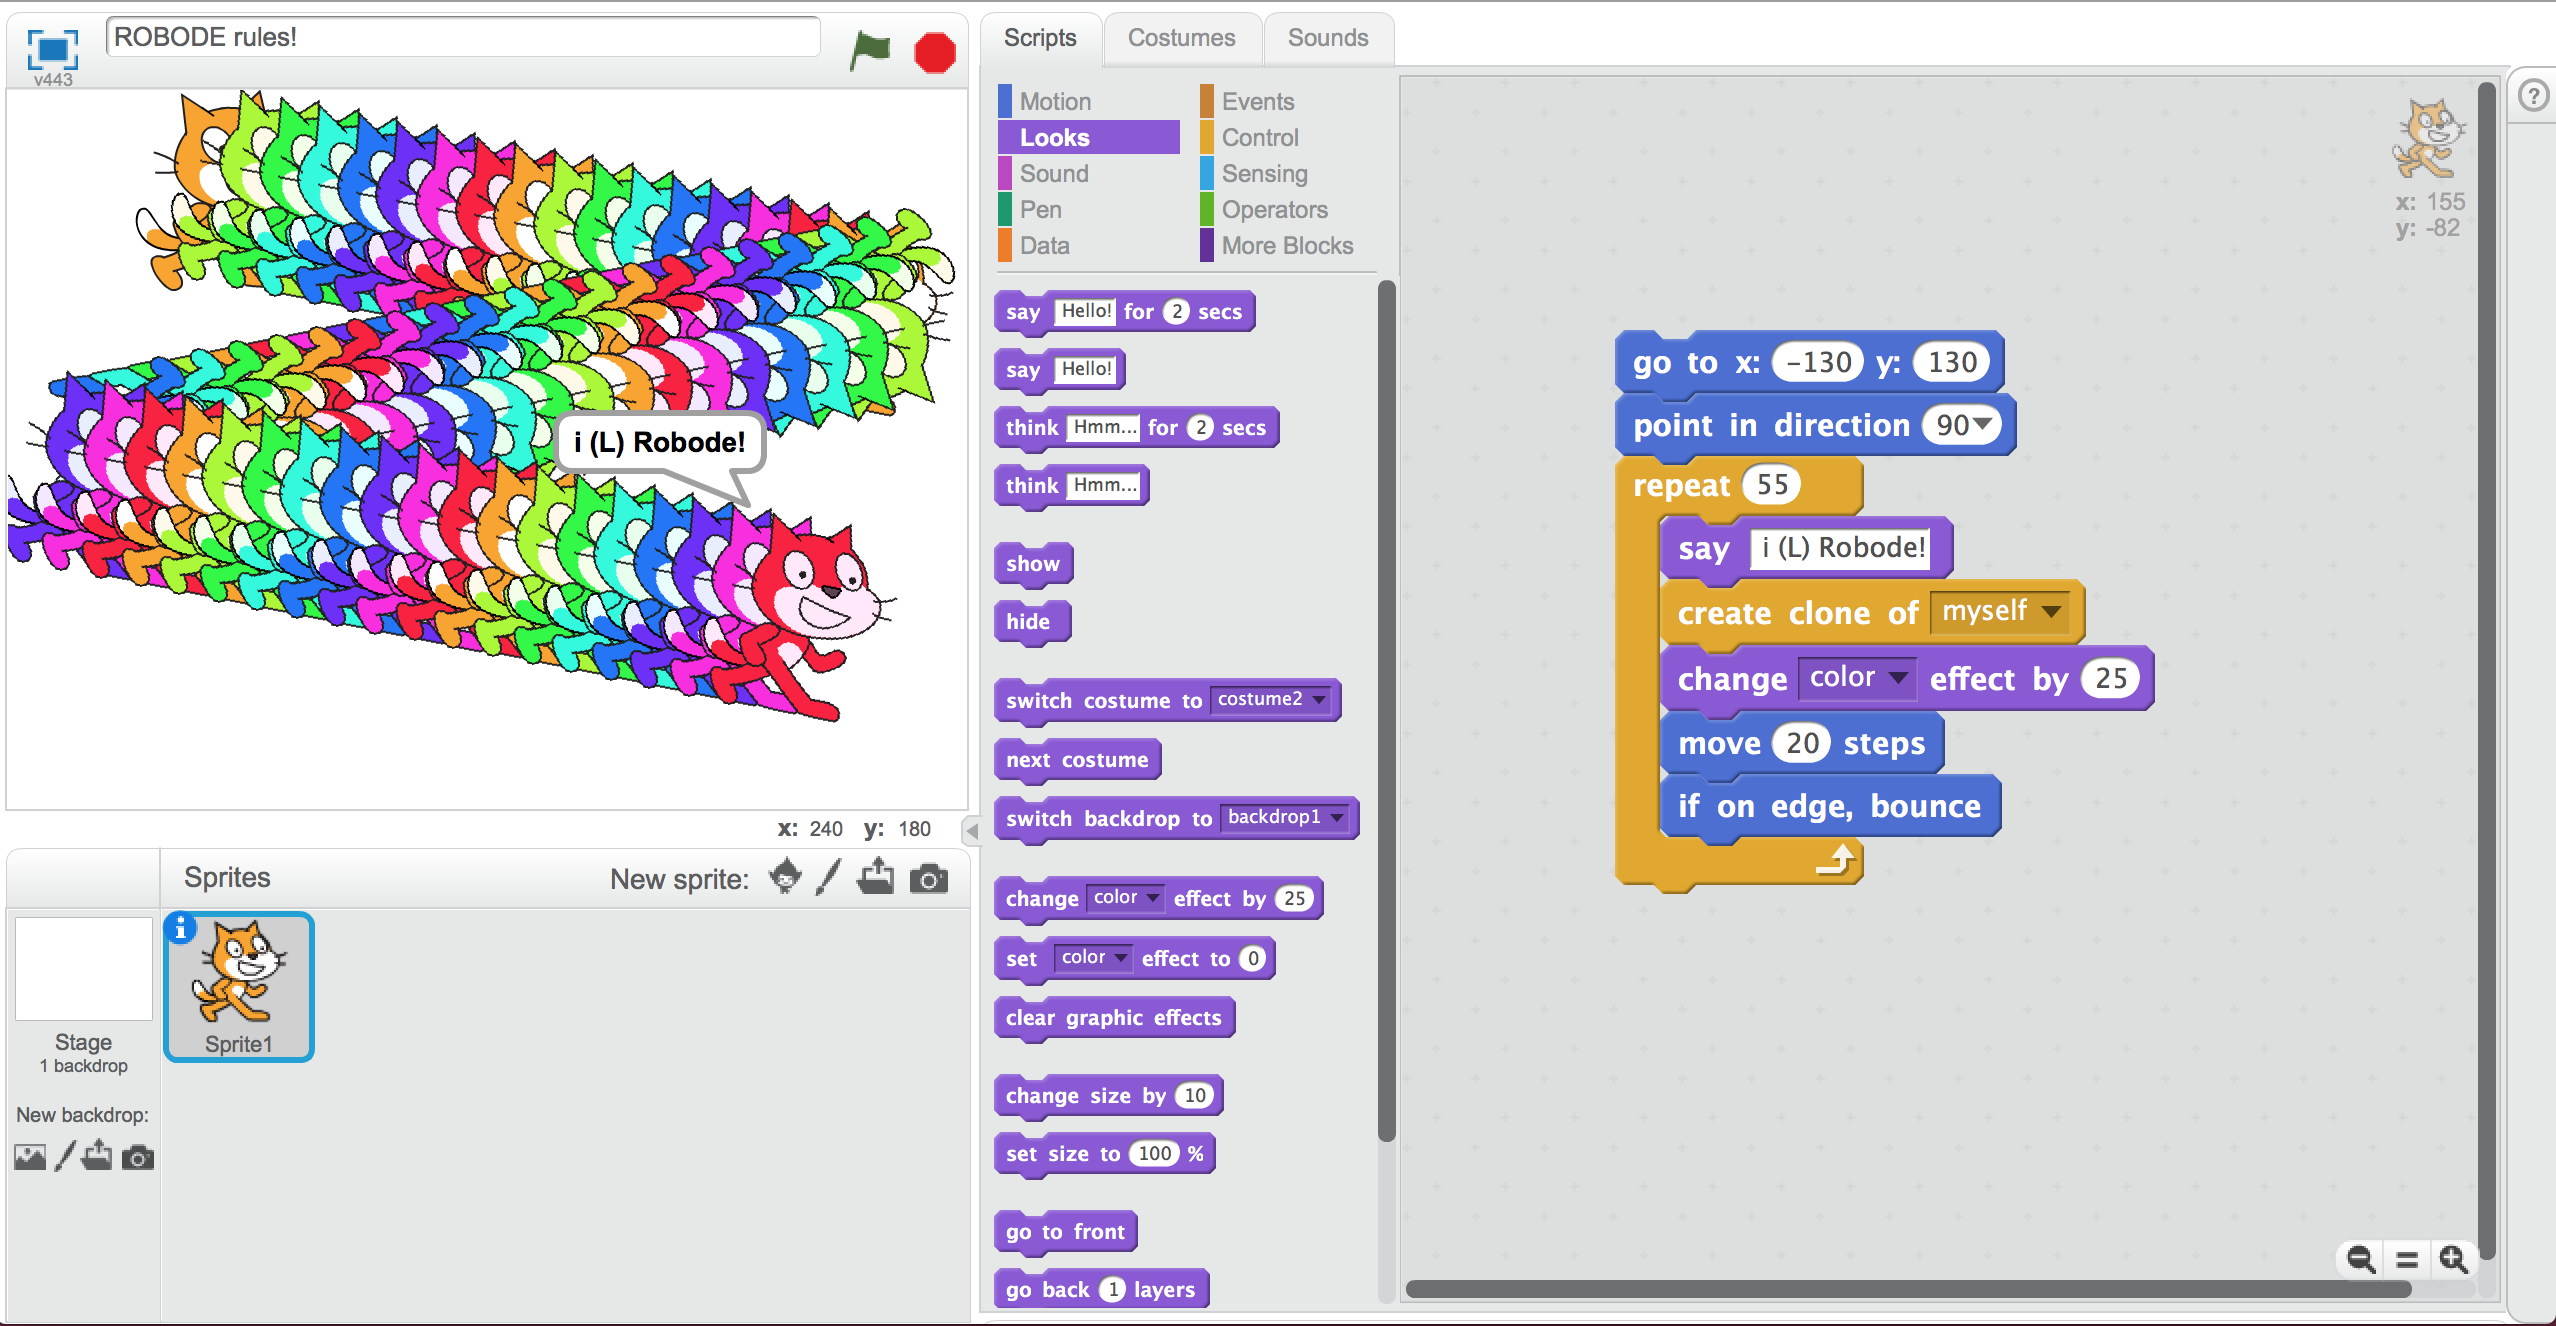 ROBODE rules!
v443
i (L) Robode!
x: 240 y: 180
Sprites
New sprite:
Stage
1 backdrop
New backdrop:
Sprite1
Scripts
Costumes
Sounds
Motion
Looks
Sound
Pen
Data
Events
Control
Sensing
Operators
More Blocks
say Hello! for 2 secs
say Hello!
think Hmm... for 2 secs
think Hmm...
show
hide
switch costume to costume2
next costume
switch backdrop to backdrop1
change color effect by 25
set color effect to 0
clear graphic effects
change size by 10
set size to 100 %
go to front
go back 1 layers
go to x: -130 y: 130
point in direction 90
repeat 55
say i (L) Robode!
create clone of myself
change color effect by 25
move 20 steps
if on edge, bounce
x: 155
y: -82
?